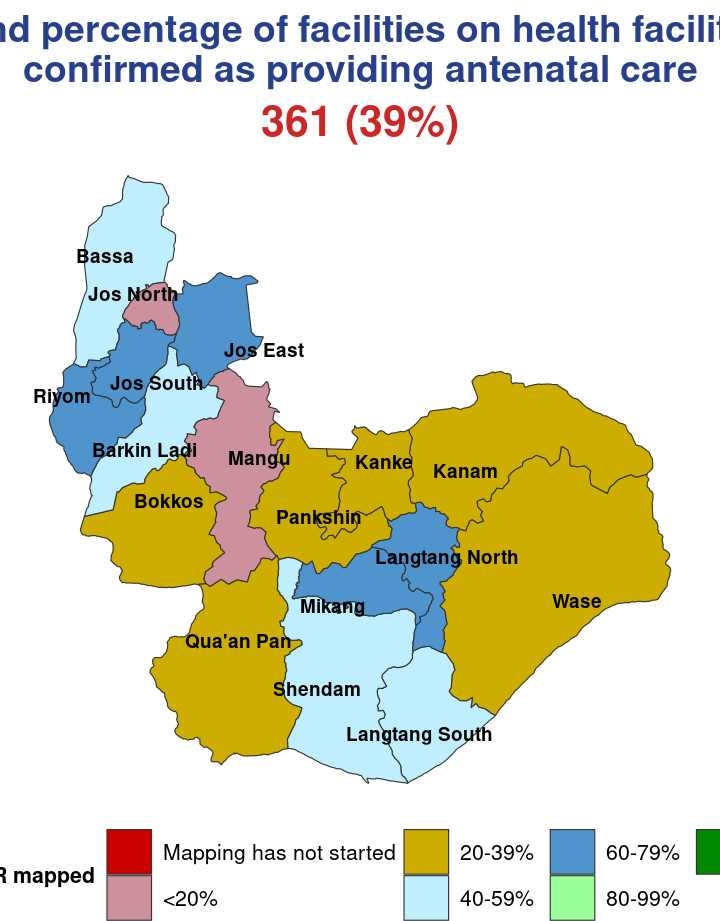 percentage of facilities on health
confirmed as providing antenatal care
361 (39%)
Bassa
Jos North
Jos East
Riyom
Jos South
Barkin Ladi
Mangu
Kanke
Kanam
Bokkos
Pankshin
Langtang North
Mikang
Wase
Qua'an Pan
Shendam
Langtang South
Mapping has not started
20-39%
60-79%
mapped
<20%
40-59%
80-99%